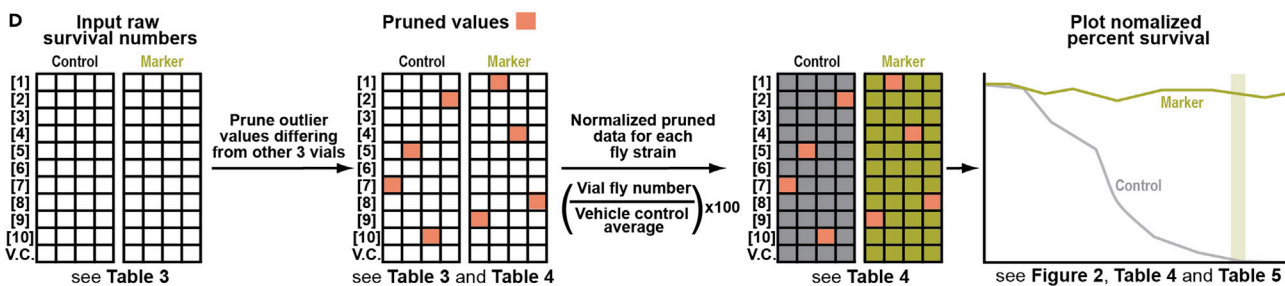 D
Input raw
survival numbers
Control Marker
[1]
[2]
[3]
[4]
[5]
[6]
[7]
[8]
[9]
[10]
V.C.
see Table 3
Prune outlier
values differing
from other 3 vials
Pruned values
Control Marker
[1]
[2]
[3]
[4]
[5]
[6]
[7]
[8]
[9]
[10]
V.C.
see Table 3 and Table 4
Normalized pruned
data for each
fly strain
(Vial fly number
Vehicle control
average) x100
Control Marker
[1]
[2]
[3]
[4]
[5]
[6]
[7]
[8]
[9]
[10]
V.C.
see Table 4
Plot nomalized
percent survival
Marker
Control
see Figure 2, Table 4 and Table 5